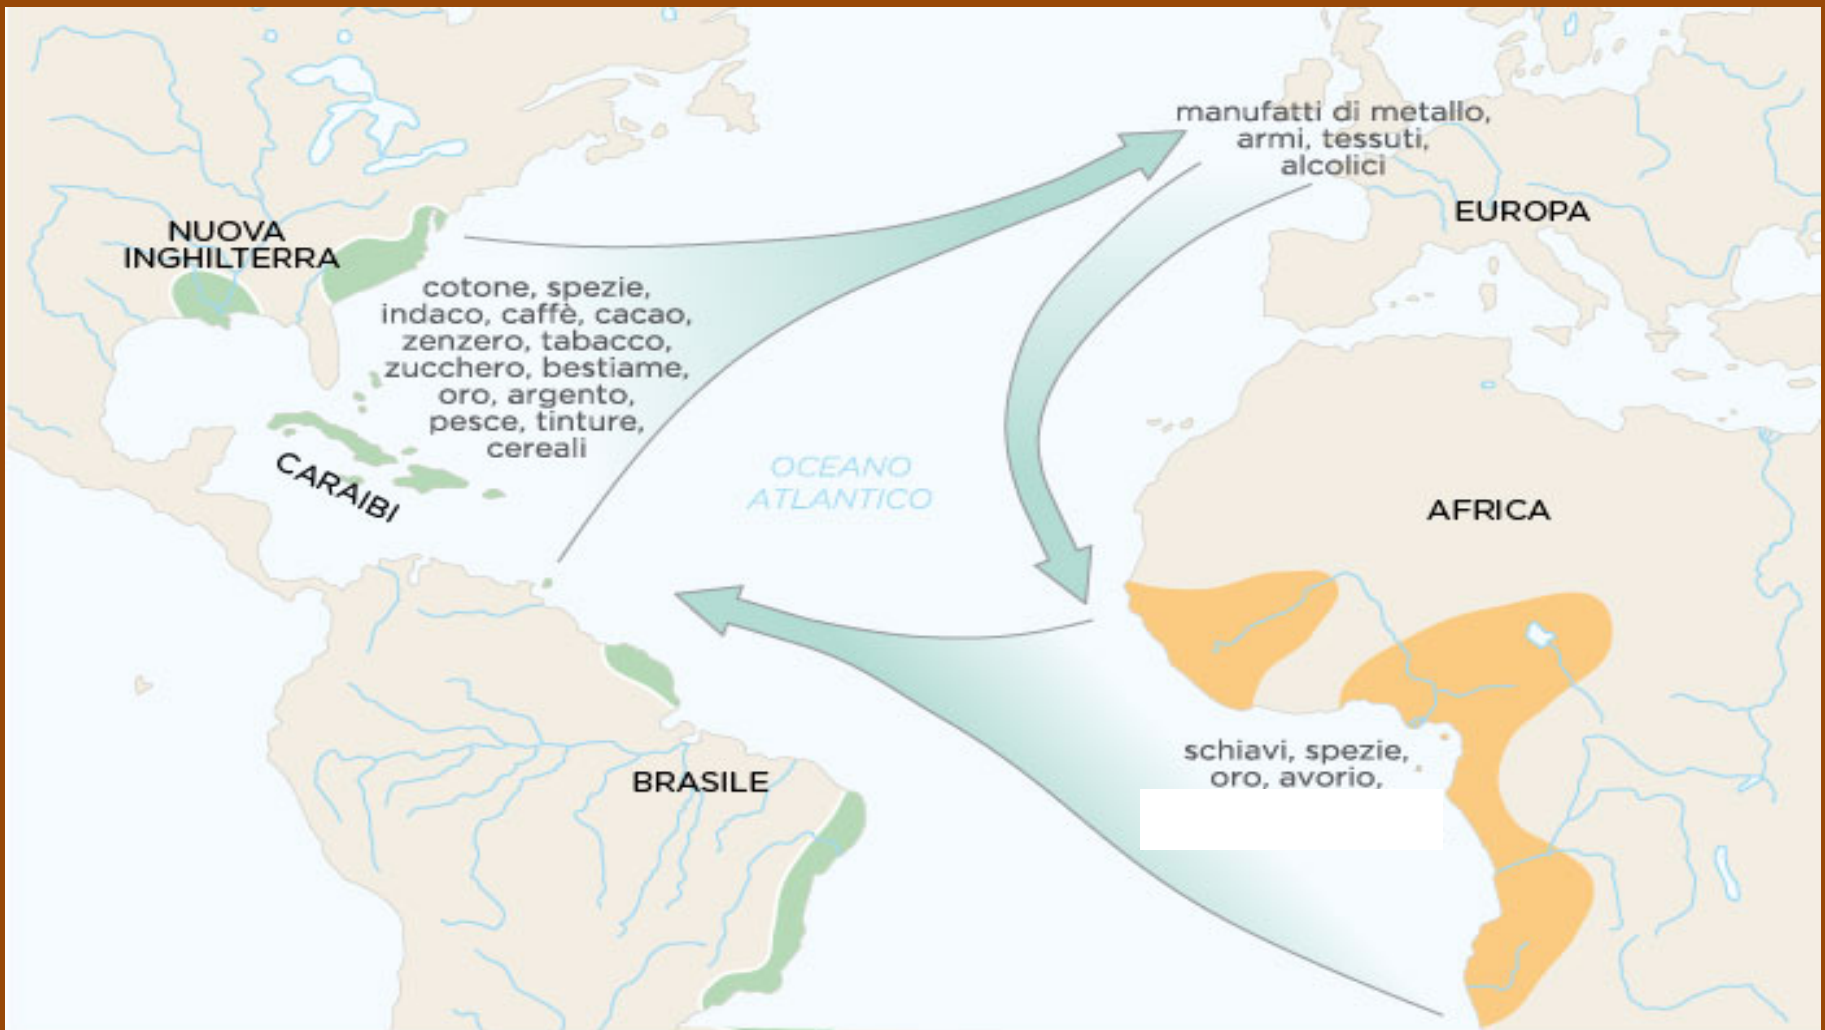 manufatti di metallo,
armi, tessuti,
alcolici
EUROPA
NUOVA
INGHILTERRA
cotone, spezie,
indaco, caffè, cacao,
zenzero, tabacco,
zucchero, bestiame,
oro, argento,
pesce, tinture,
cereali
CARAIBI
OCEANO
ATLANTICO
AFRICA
schiavi, spezie,
oro, avorio,
BRASILE